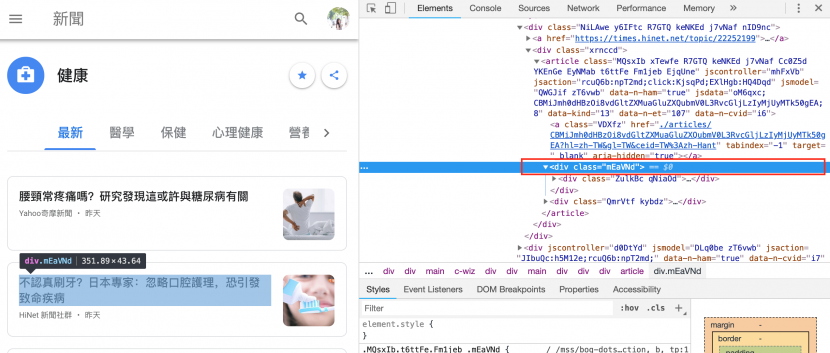 新聞
健康
最新 醫學 保健 心理健康 營
腰頸常疼痛嗎？研究發現這或許與糖尿病有關
Yahoo奇摩新聞 • 昨天
div.mEaVNd 351.89×43.64
不認真刷牙？日本專家：忽略口腔護理，恐引發
致命疾病
HiNet 新聞社群 • 昨天
Elements Console Sources Network Performance »
<div class="NilAwe y6IFtc R7GTQ keNKEd j7vNaf nID9nc">
<a href="https://times.hinet.net/topic/22252199">…</a>
<div class="xrnccd">
<article class="MQsxIb xTewfe R7GTQ keNKEd j7vNaf Cc0Z5d
YKEnGe EyNMab t6ttFe Fm1jeb EjqUne" jscontroller="mhFxVb"
jsaction="rcuQ6b:npT2md;click:KjsqPd;EXlHgb:HQ4Dqd" jsmodel=
"QWGJif zT6vwb" data-n-ham="true" jsdata="oM6qxc;
CBMiJmh0dHBzOi8vdGltZXMuaGluZXQubmV0L3RvcGljLzIyMjUyMTk50gEA;
8" data-kind="13" data-n-et="107" data-n-cvid="i6">
<a class="VDXfz" href="./articles/
CBMiJmh0dHBzOi8vdGltZXMuaGluZXQubmV0L3RvcGljLzIyMjUyMTk50g
EA?hl=zh-TW&gl=TW&ceid=TW%3Azh-Hant" tabindex="-1" target=
"_blank" aria-hidden="true"></a>
… <div class="mEaVNd"> == $0
<div class="ZulkBc qNiaOd">…</div>
</div>
<div class="QmrVtf kybdz">…</div>
</article>
</div>
</div>
<div jscontroller="d0DtYd" jsmodel="DLq0be zT6vwb" jsaction=
"JIbuQc:h5M12e;rcuQ6b:npT2md;" data-n-ham="true" data-n-cvid="i7"
… div div main c-wiz div div main div div div article div.mEaVNd
Styles Event Listeners DOM Breakpoints Properties Accessibility
Filter :hov .cls +
element.style {
}
.MQsxIb.t6ttFe.Fm1jeb .mEaVNd { /mss/boq-dots…ction, b, tp:1
margin -
border -
padding